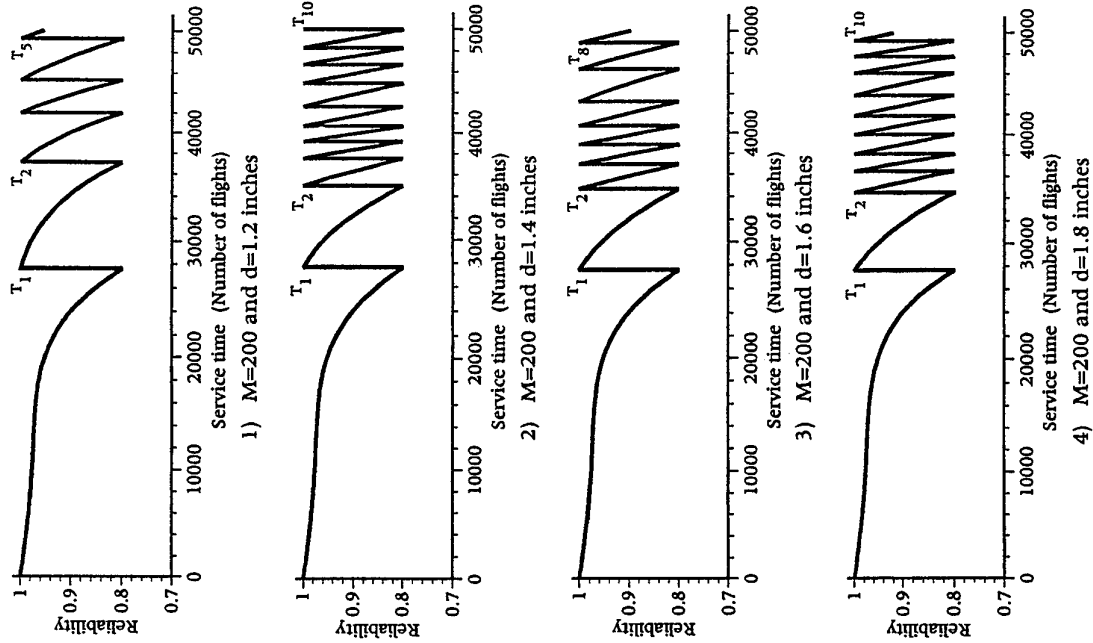 Reliability
1
0.9
0.8
0.7
T1
T2
T5
0
10000
20000
30000
40000
50000
Service time (Number of flights)
1) M=200 and d=1.2 inches
Reliability
1
0.9
0.8
0.7
T1
T2
T10
0
10000
20000
30000
40000
50000
Service time (Number of flights)
2) M=200 and d=1.4 inches
Reliability
1
0.9
0.8
0.7
T1
T2
T8
0
10000
20000
30000
40000
50000
Service time (Number of flights)
3) M=200 and d=1.6 inches
Reliability
1
0.9
0.8
0.7
T1
T2
T10
0
10000
20000
30000
40000
50000
Service time (Number of flights)
4) M=200 and d=1.8 inches